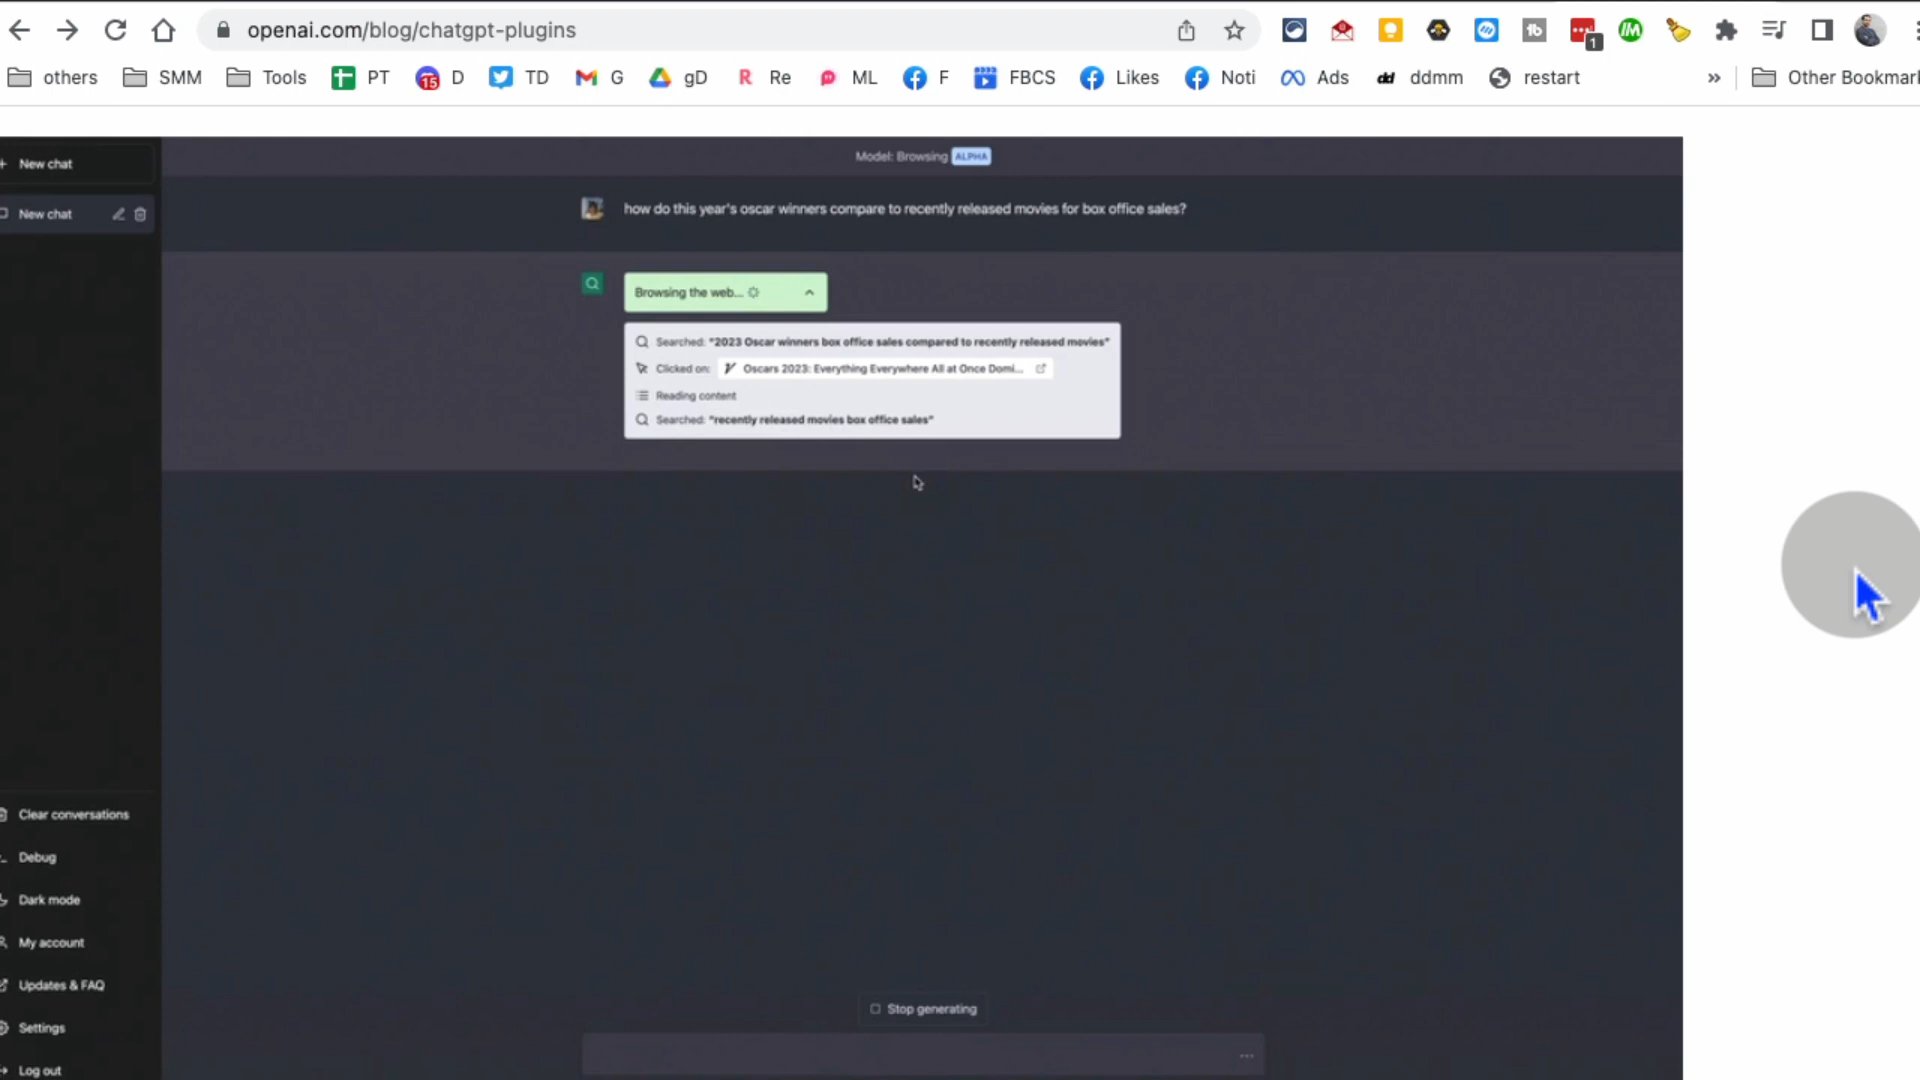 openai.com/blog/chatgpt-plugins
1
others SMM Tools PT 15 D TD G gD Re ML F FBCS Likes Noti Ads dd ddmm restart » Other Bookmark
+ New chat
Model: Browsing ALPHA
New chat
how do this year's oscar winners compare to recently released movies for box office sales?
Browsing the web...
Searched: "2023 Oscar winners box office sales compared to recently released movies"
Clicked on: Oscars 2023: Everything Everywhere All at Once Domi...
Reading content
Searched: "recently released movies box office sales"
Clear conversations
Debug
Dark mode
My account
Updates & FAQ
Settings
Log out
Stop generating
...